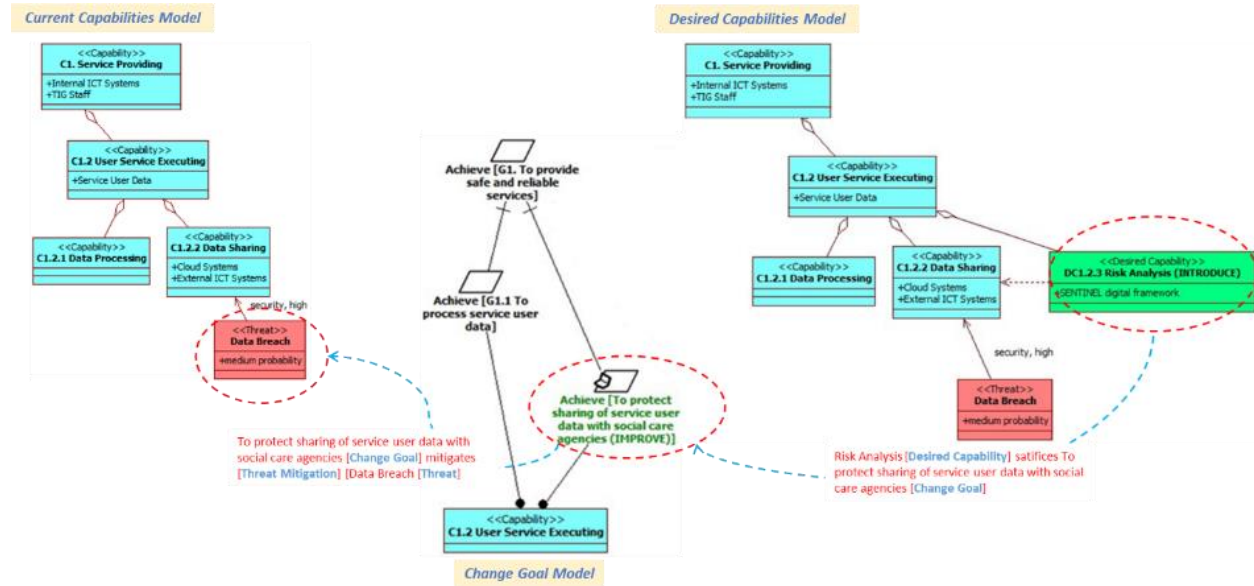 Current Capabilities Model
<<Capability>>
C1. Service Providing
+Internal ICT Systems
+TIG Staff
<<Capability>>
C1.2 User Service Executing
+Service User Data
<<Capability>>
C1.2.1 Data Processing
<<Capability>>
C1.2.2 Data Sharing
+Cloud Systems
+External ICT Systems
security, high
<<Threat>>
Data Breach
+medium probability
To protect sharing of service user data with
social care agencies [Change Goal] mitigates
[Threat Mitigation] [Data Breach [Threat]
Achieve [G1. To provide
safe and reliable
services]
Achieve [G1.1 To
process service user
data]
Achieve [To protect
sharing of service user
data with social care
agencies (IMPROVE)]
<<Capability>>
C1.2 User Service Executing
Change Goal Model
Desired Capabilities Model
<<Capability>>
C1. Service Providing
+Internal ICT Systems
+TIG Staff
<<Capability>>
C1.2 User Service Executing
+Service User Data
<<Capability>>
C1.2.1 Data Processing
<<Capability>>
C1.2.2 Data Sharing
+Cloud Systems
+External ICT Systems
<<Desired Capability>>
DC1.2.3 Risk Analysis (INTRODUCE)
+SENTINEL digital framework
security, high
<<Threat>>
Data Breach
+medium probability
Risk Analysis [Desired Capability] satifices To
protect sharing of service user data with social
care agencies [Change Goal]